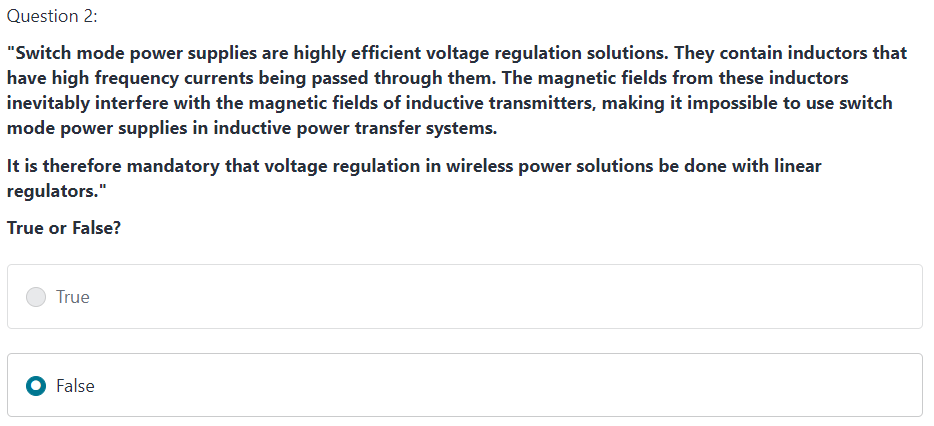 Question 2:
"Switch mode power supplies are highly efficient voltage regulation solutions. They contain inductors that
have high frequency currents being passed through them. The magnetic fields from these inductors
inevitably interfere with the magnetic fields of inductive transmitters, making it impossible to use switch
mode power supplies in inductive power transfer systems.
It is therefore mandatory that voltage regulation in wireless power solutions be done with linear
regulators."
True or False?
True
False